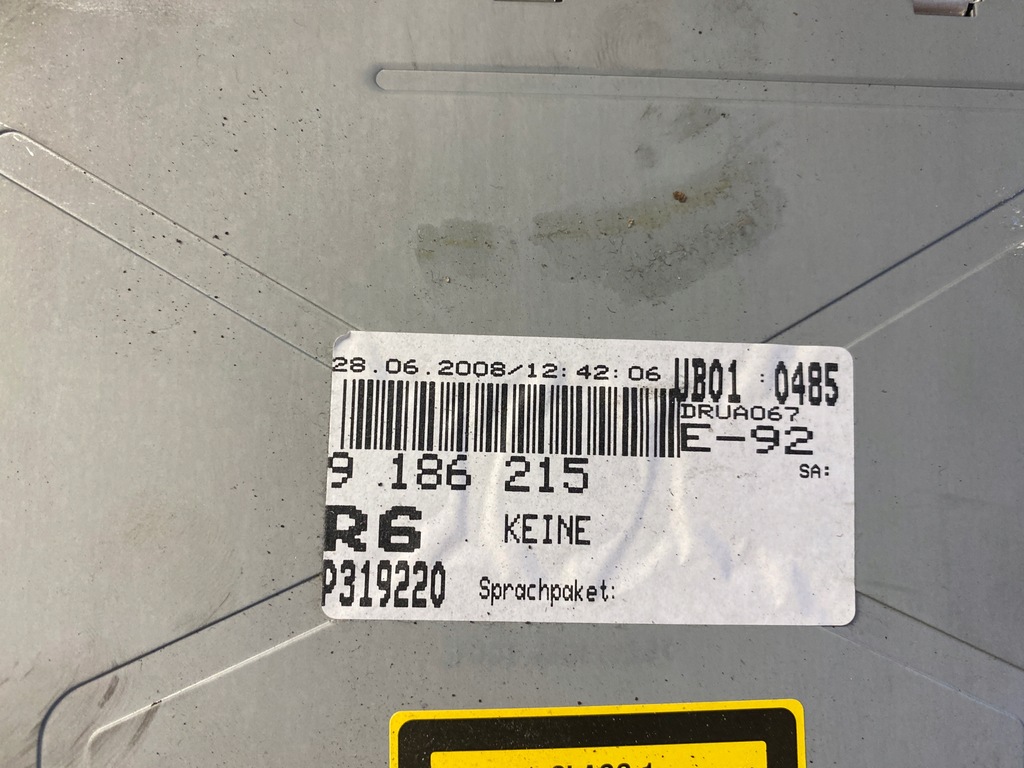 28.06.2008/12:42:06
UB01 : 0485
DRUA067
E-92
9 186 215
SA:
R6
KEINE
P319220
Sprachpaket: